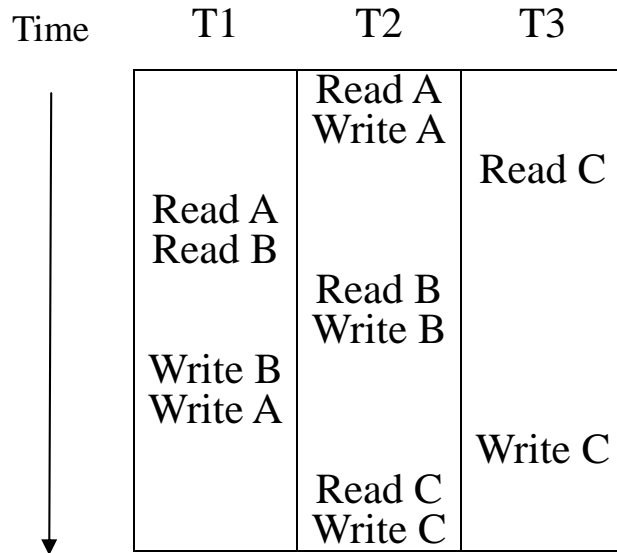 Time T1 T2 T3
Read A
Write A
Read C
Read A
Read B
Read B
Write B
Write B
Write A
Write C
Read C
Write C